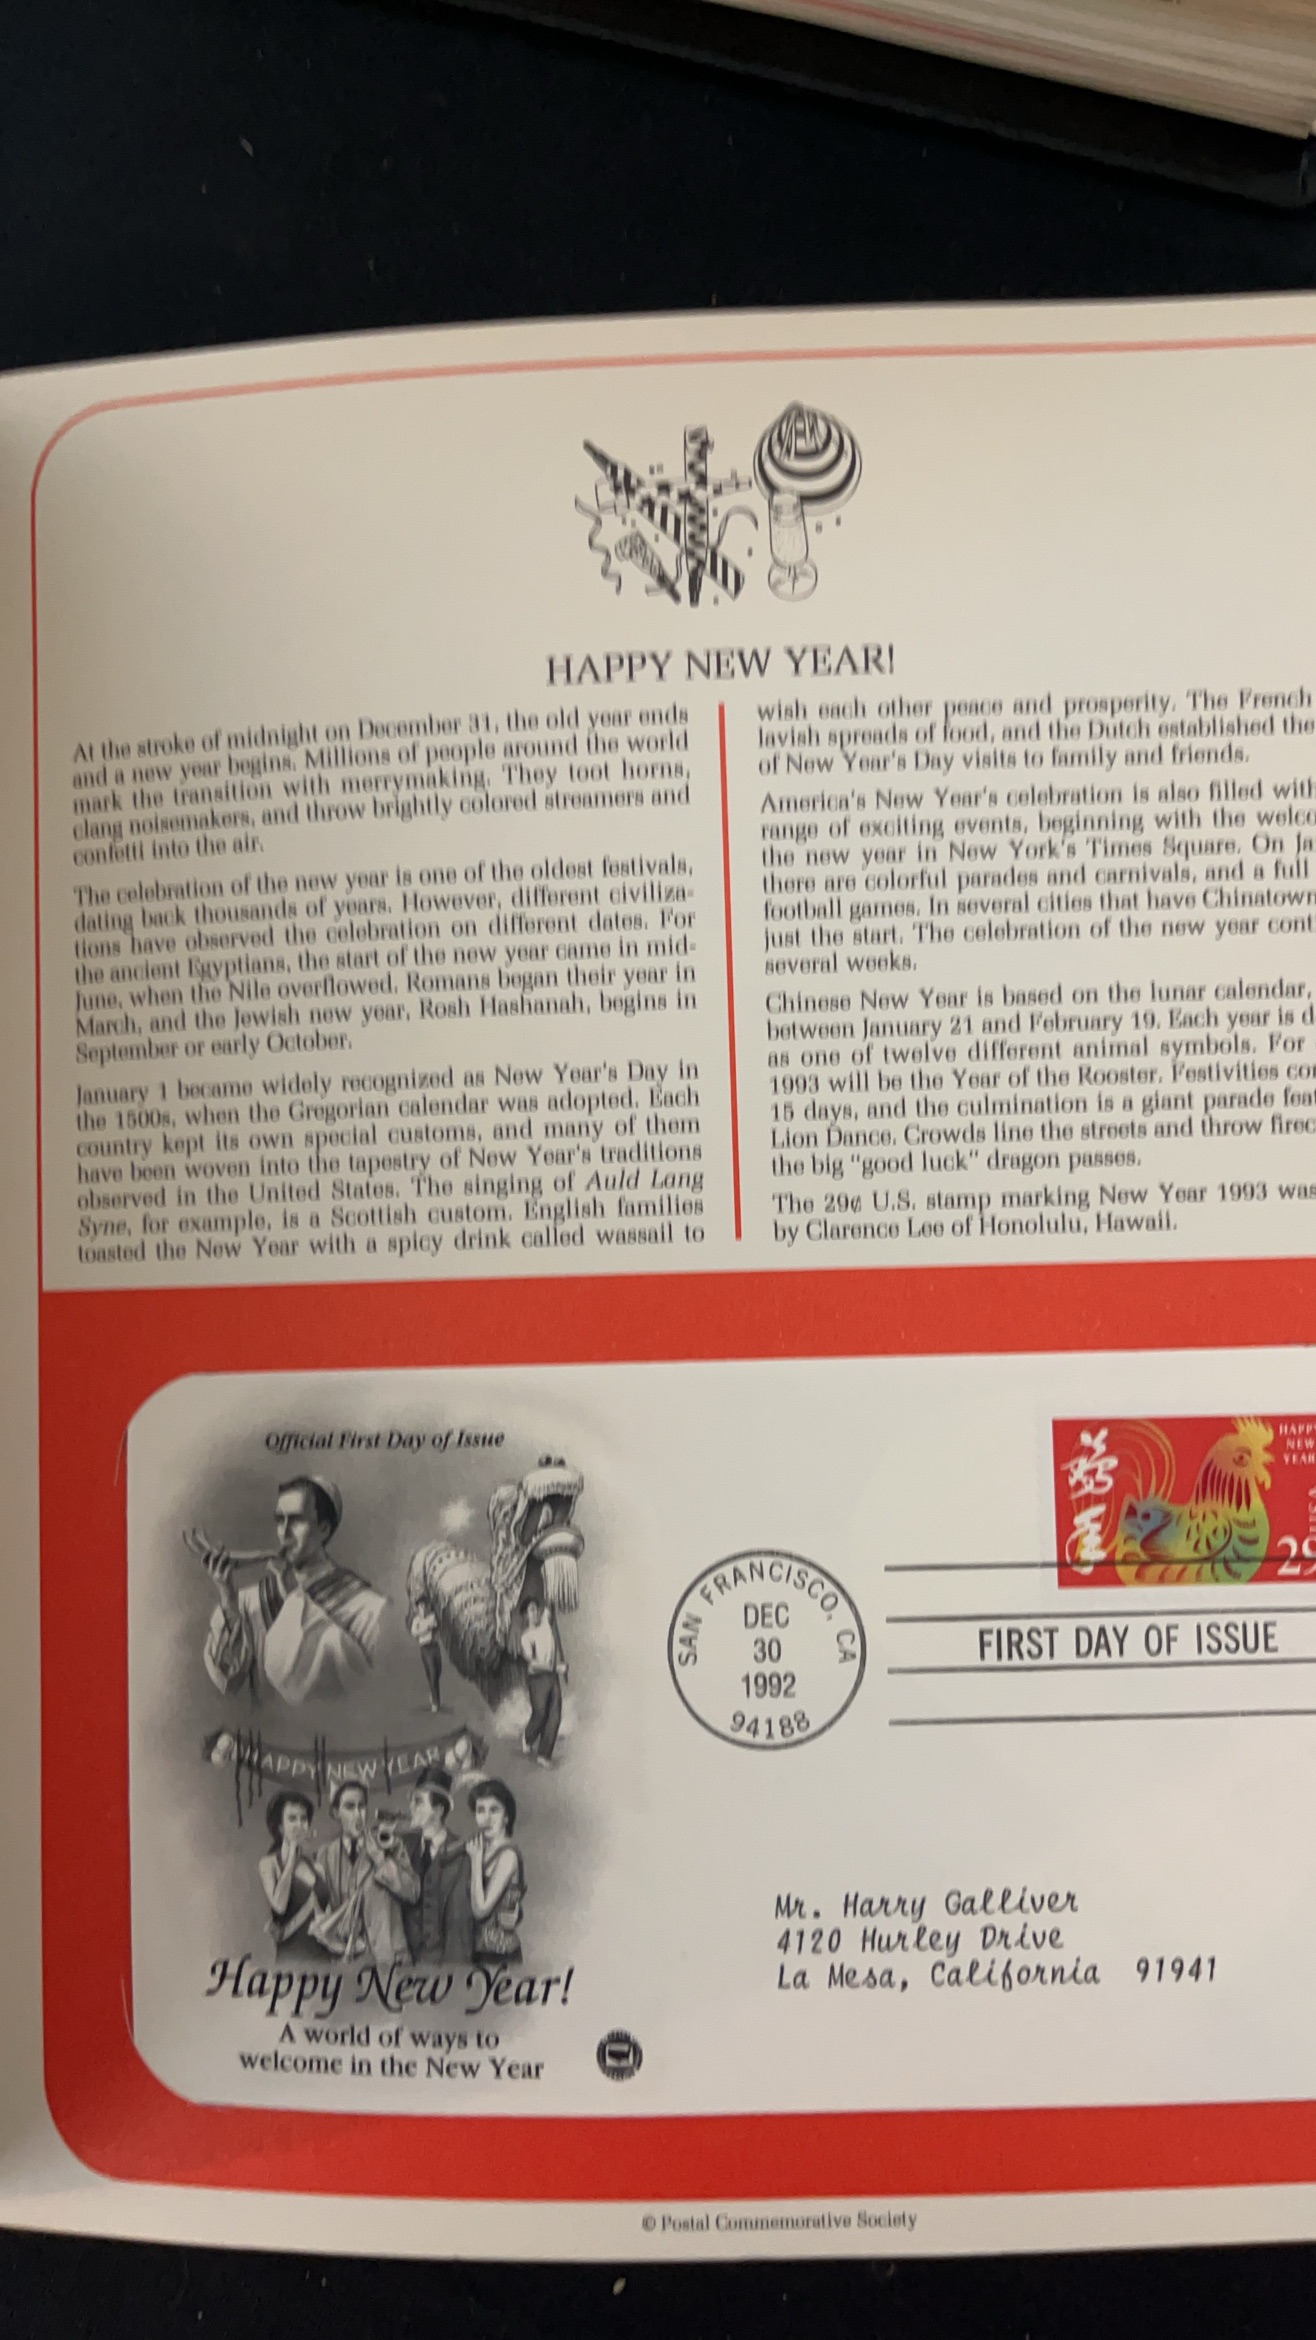 NEW
HAPPY NEW YEAR!
At the stroke of midnight on December 31, the old year ends
and a new year begins. Millions of people around the world
mark the transition with merrymaking. They toot horns,
clang noisemakers, and throw brightly colored streamers and
confetti into the air.
The celebration of the new year is one of the oldest festivals,
dating back thousands of years. However, different civiliza-
tions have observed the celebration on different dates. For
the ancient Egyptians, the start of the new year came in mid-
June, when the Nile overflowed. Romans began their year in
March, and the Jewish new year, Rosh Hashanah, begins in
September or early October.
January 1 became widely recognized as New Year's Day in
the 1500s, when the Gregorian calendar was adopted. Each
country kept its own special customs, and many of them
have been woven into the tapestry of New Year's traditions
observed in the United States. The singing of Auld Lang
Syne, for example, is a Scottish custom. English families
toasted the New Year with a spicy drink called wassail to
wish each other peace and prosperity. The French
lavish spreads of food, and the Dutch established the
of New Year's Day visits to family and friends.
America's New Year's celebration is also filled with
range of exciting events, beginning with the welco
the new year in New York's Times Square. On Ja
there are colorful parades and carnivals, and a full
football games. In several cities that have Chinatown
just the start. The celebration of the new year cont
several weeks.
Chinese New Year is based on the lunar calendar,
between January 21 and February 19. Each year is d
as one of twelve different animal symbols. For
1993 will be the Year of the Rooster. Festivities co
15 days, and the culmination is a giant parade feat
Lion Dance. Crowds line the streets and throw firec
the big "good luck" dragon passes.
The 29¢ U.S. stamp marking New Year 1993 was
by Clarence Lee of Honolulu, Hawaii.
Official First Day of Issue
HAPPY
NEW
YEAR
29
SAN FRANCISCO, CA
DEC
30
1992
94188
FIRST DAY OF ISSUE
HAPPY NEW YEAR
Mr. Harry Galliver
4120 Hurley Drive
La Mesa, California 91941
Happy New Year!
A world of ways to
welcome in the New Year
© Postal Commemorative Society